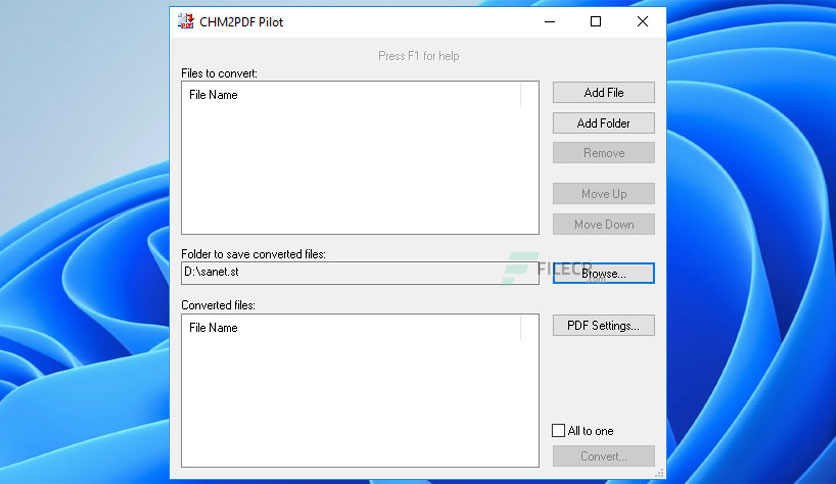 CHM2PDF Pilot
Press F1 for help
Files to convert:
File Name
Add File
Add Folder
Remove
Move Up
Move Down
Folder to save converted files:
D:\sanet.st
FILECR
.com
Browse...
Converted files:
File Name
PDF Settings...
All to one
Convert...